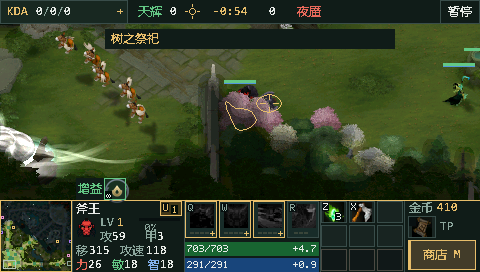 KDA 0/0/0 + 天辉 0 -0:54 0 夜魇 暂停
树之祭祀
增益
∞
斧王 U 1
LV 1
攻59 0% 甲3
移315 攻速118
力26 敏18 智18
Q W E R Z 3 X
703/703 +4.7
291/291 +0.9
金币 410
TP
商店 M